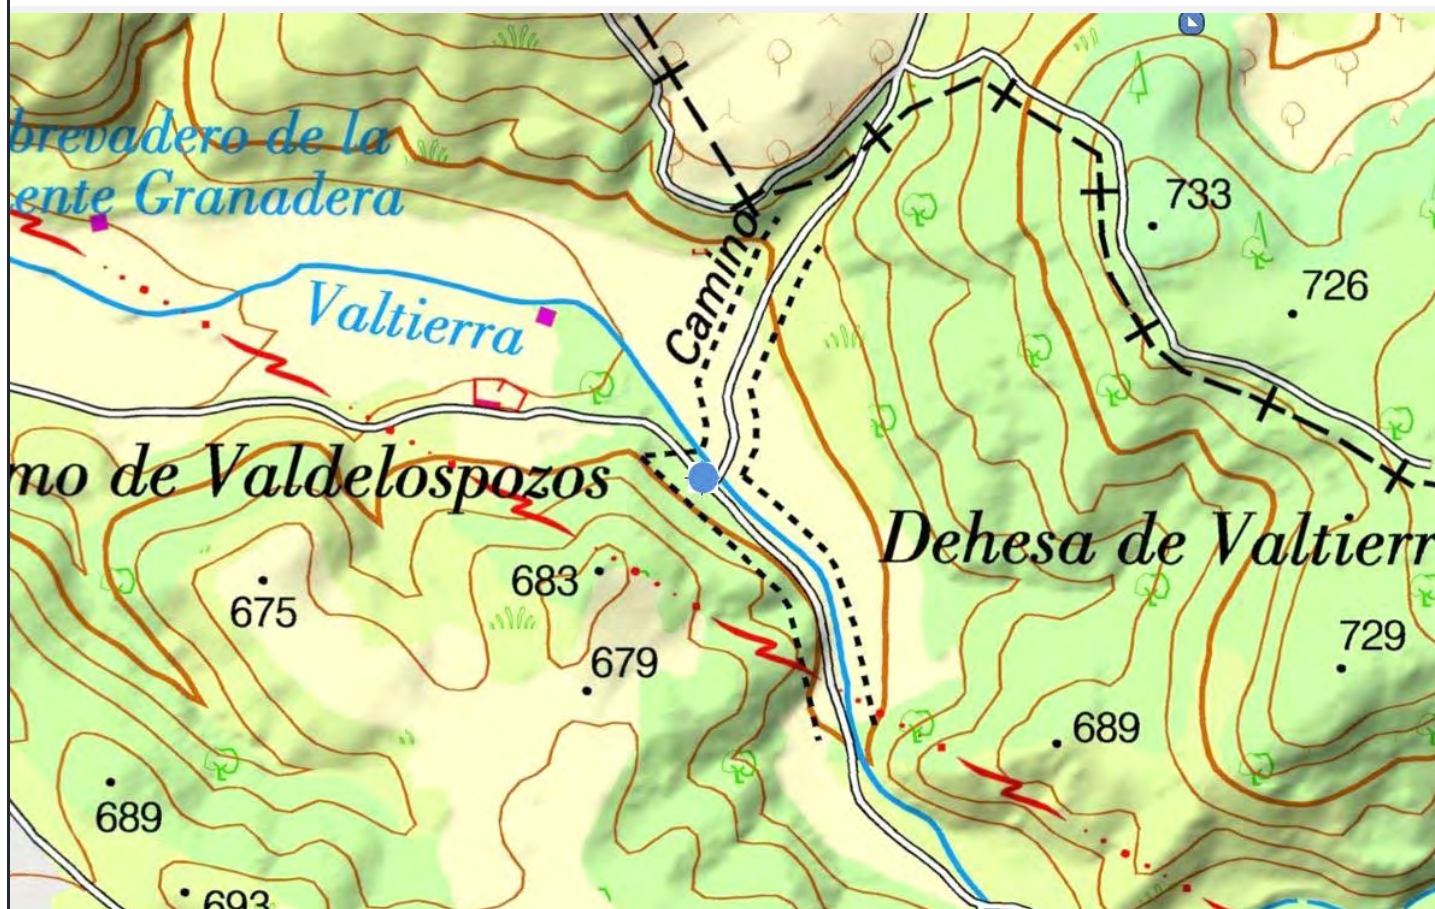 brevadero de la
ente Granadera
733
Camino
726
Valtierra
mo de Valdelospozos
Dehesa de Valtierr
683
675
729
679
689
689
693